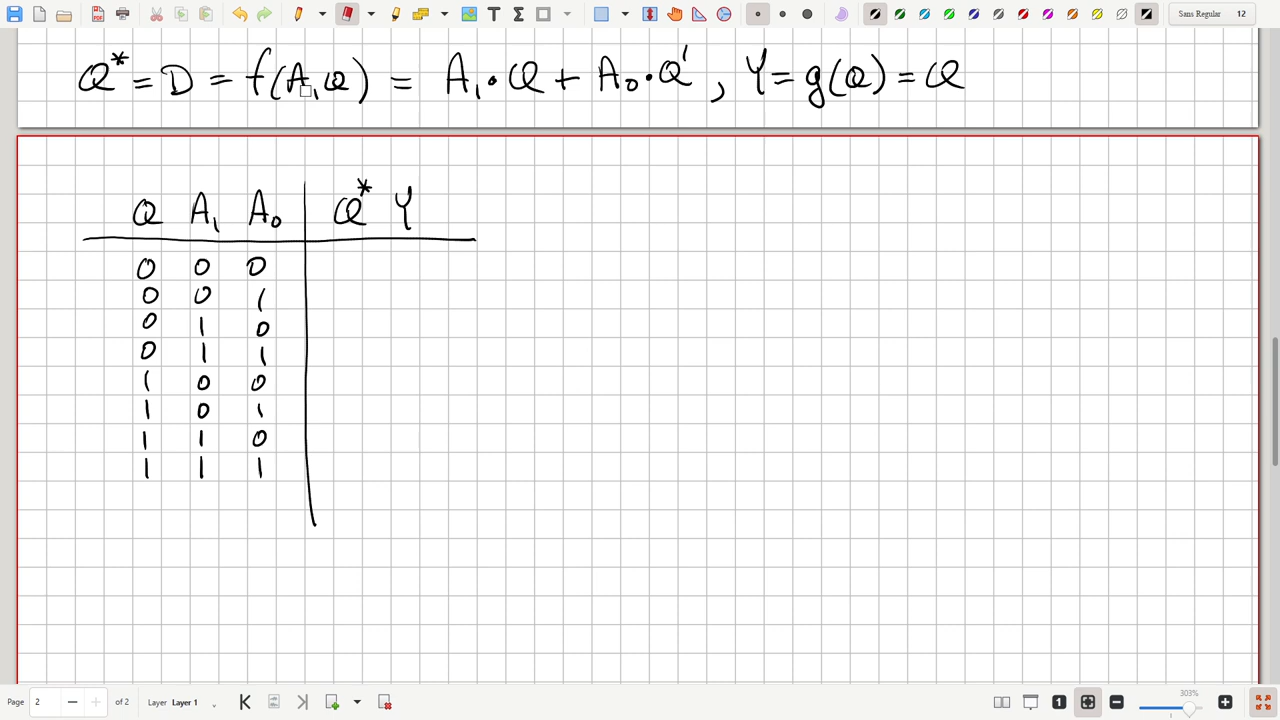 Sans Regular 12
Q* = D = f(A, Q) = A₁·Q + A₀·Q' , Y = g(Q) = Q
Q A₁ A₀ Q* Y
0 0 0
0 0 1
0 1 0
0 1 1
1 0 0
1 0 1
1 1 0
1 1 1
Page 2 of 2 Layer Layer 1 303%